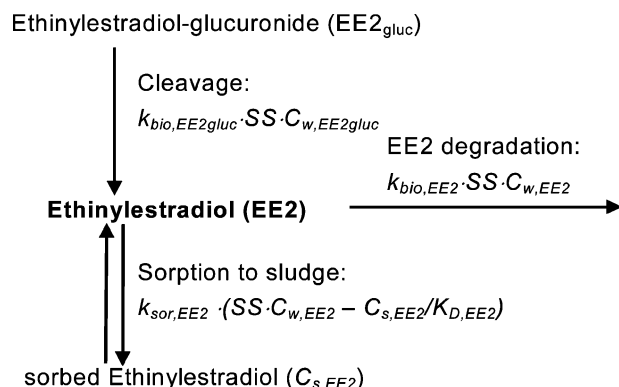 Ethinylestradiol-glucuronide (EE2gluc)
Cleavage:
kbio,EE2gluc·SS·Cw,EE2gluc
EE2 degradation:
kbio,EE2·SS·Cw,EE2
Ethinylestradiol (EE2)
Sorption to sludge:
ksor,EE2 ·(SS·Cw,EE2 – Cs,EE2/KD,EE2)
sorbed Ethinylestradiol (Cs,EE2)